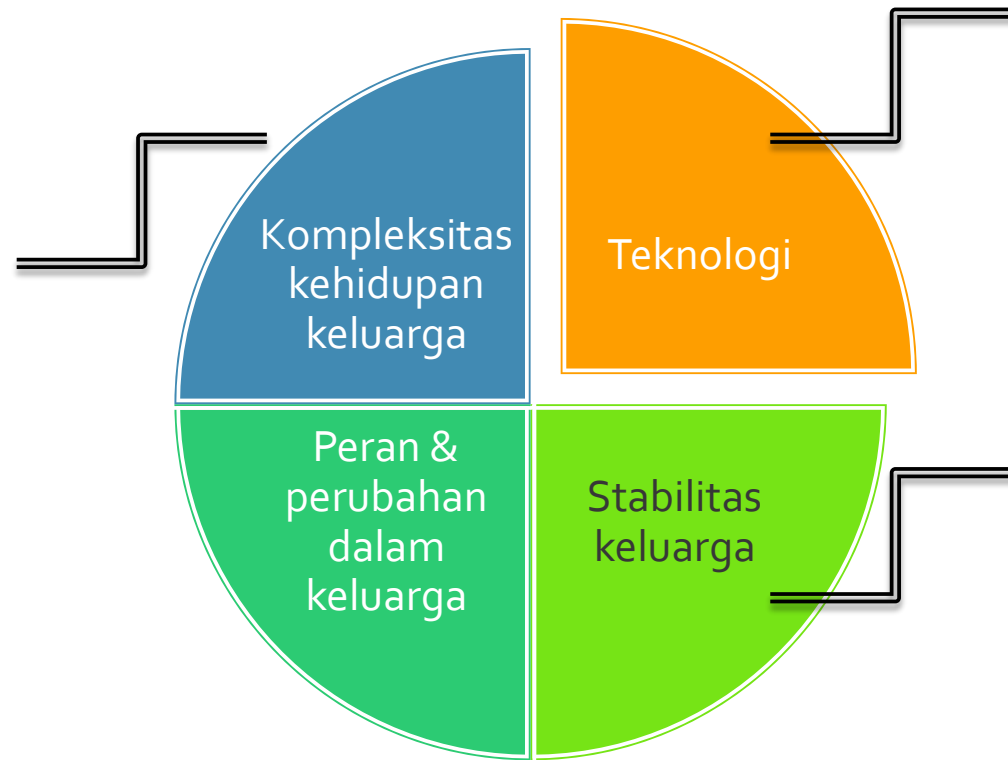 Kompleksitas
kehidupan
keluarga
Teknologi
Peran &
perubahan
dalam
keluarga
Stabilitas
keluarga